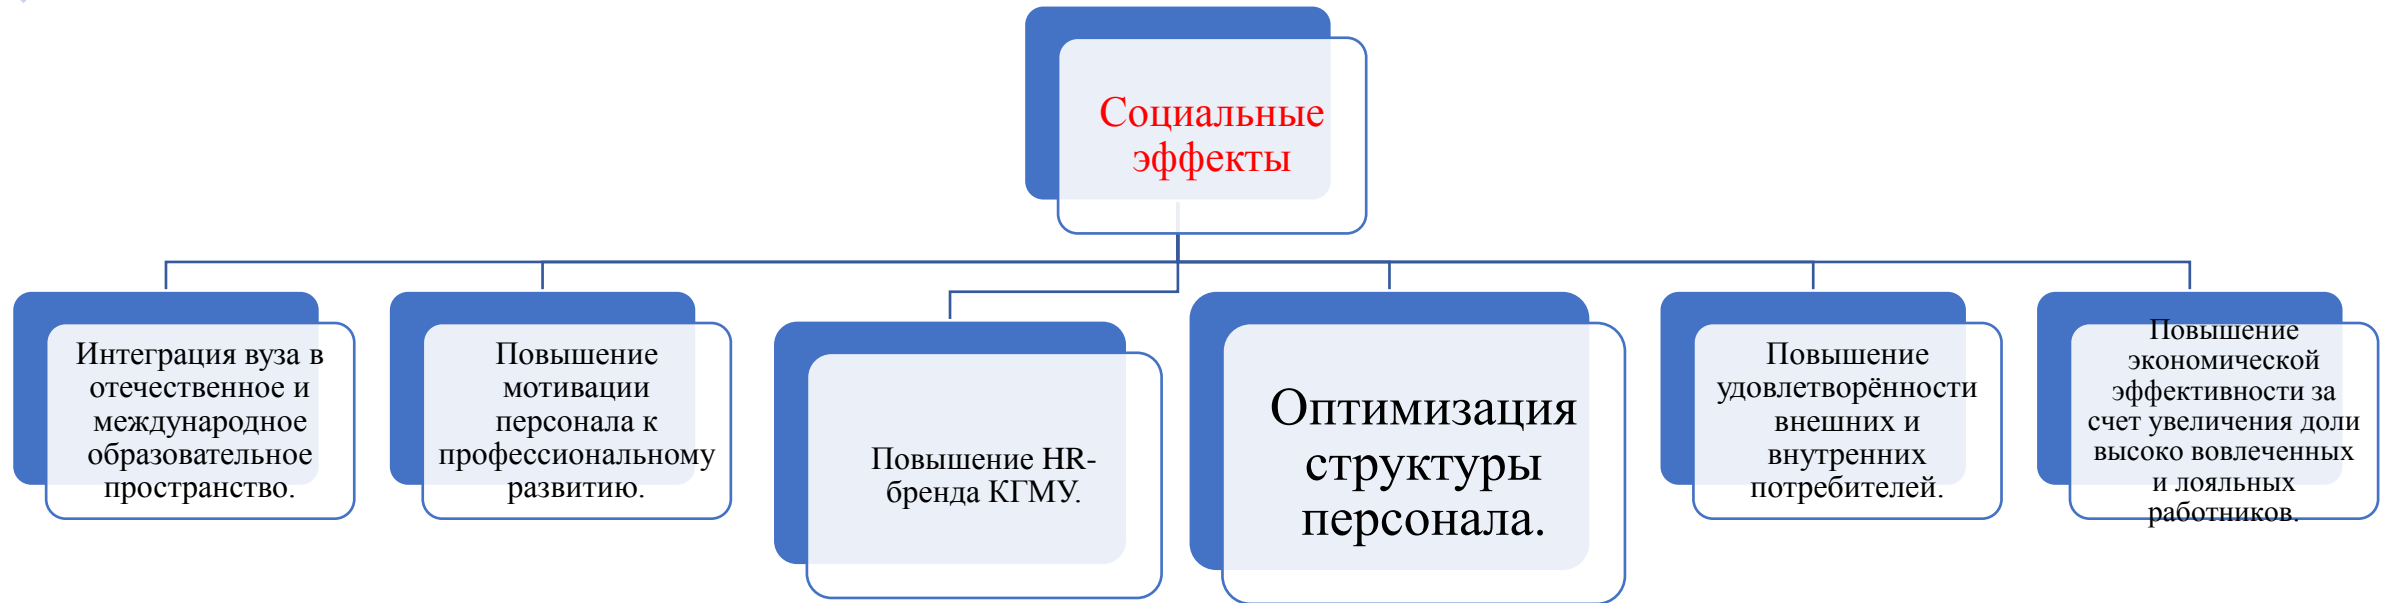 Социальные
эффекты
Интеграция вуза в
отечественное и
международное
образовательное
пространство.
Повышение
мотивации
персонала к
профессиональному
развитию.
Повышение HR-
бренда КГМУ.
Оптимизация
структуры
персонала.
Повышение
удовлетворённости
внешних и
внутренних
потребителей.
Повышение
экономической
эффективности за
счет увеличения доли
высоко вовлеченных
и лояльных
работников.